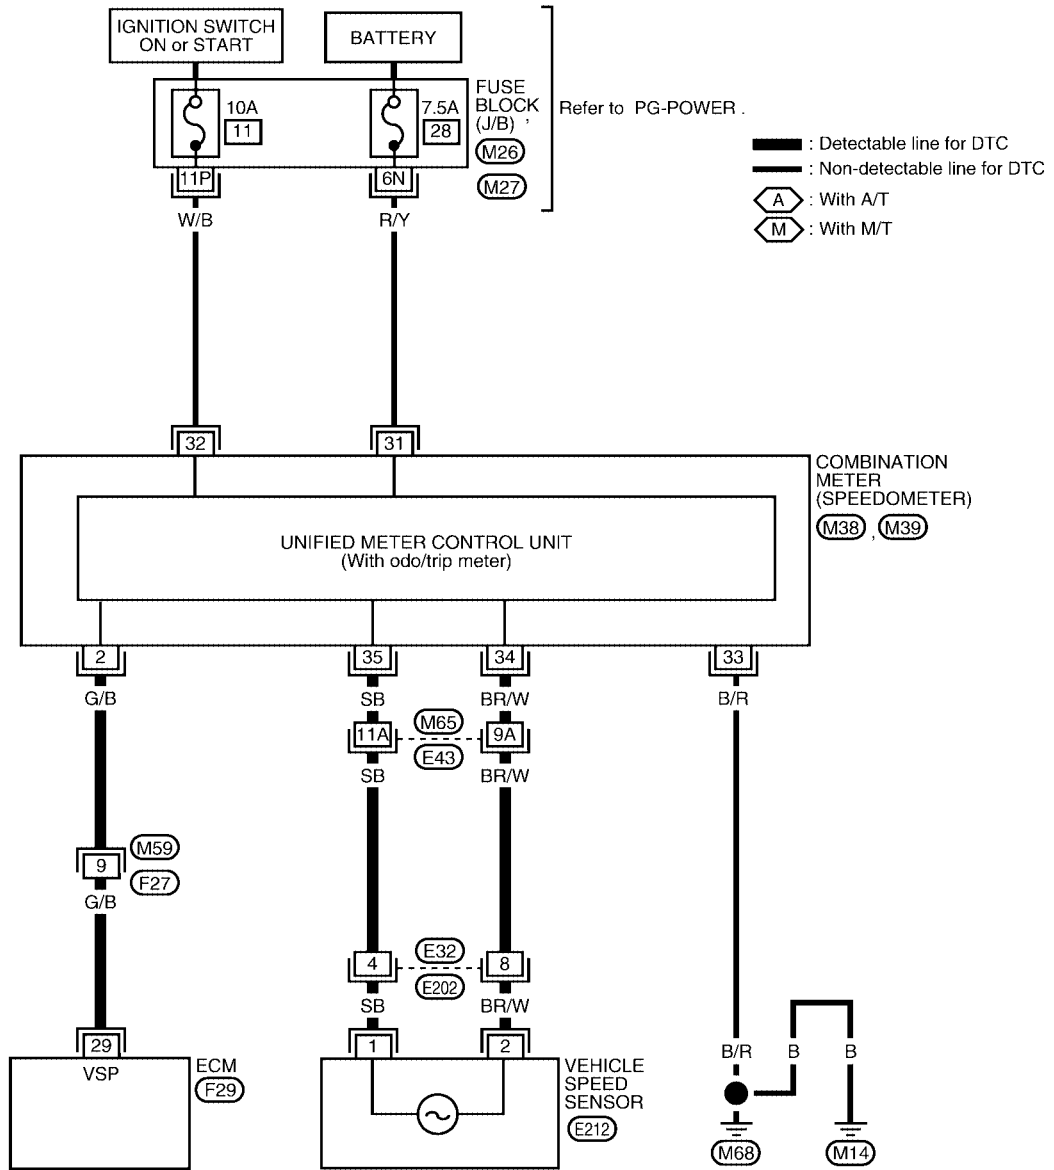 IGNITION SWITCH
ON or START
BATTERY
10A
11
7.5A
28
FUSE
BLOCK
(J/B) ,
M26
M27
Refer to PG-POWER .
: Detectable line for DTC
: Non-detectable line for DTC
A : With A/T
M : With M/T
11P
6N
W/B
R/Y
32
31
COMBINATION
METER
(SPEEDOMETER)
M38 , M39
UNIFIED METER CONTROL UNIT
(With odo/trip meter)
2
35
34
33
G/B
SB
BR/W
B/R
11A
M65
9A
E43
SB
BR/W
M59
9
F27
G/B
E32
4
8
E202
SB
BR/W
29
1
2
B/R
B
B
VSP
ECM
F29
VEHICLE
SPEED
SENSOR
E212
M68
M14